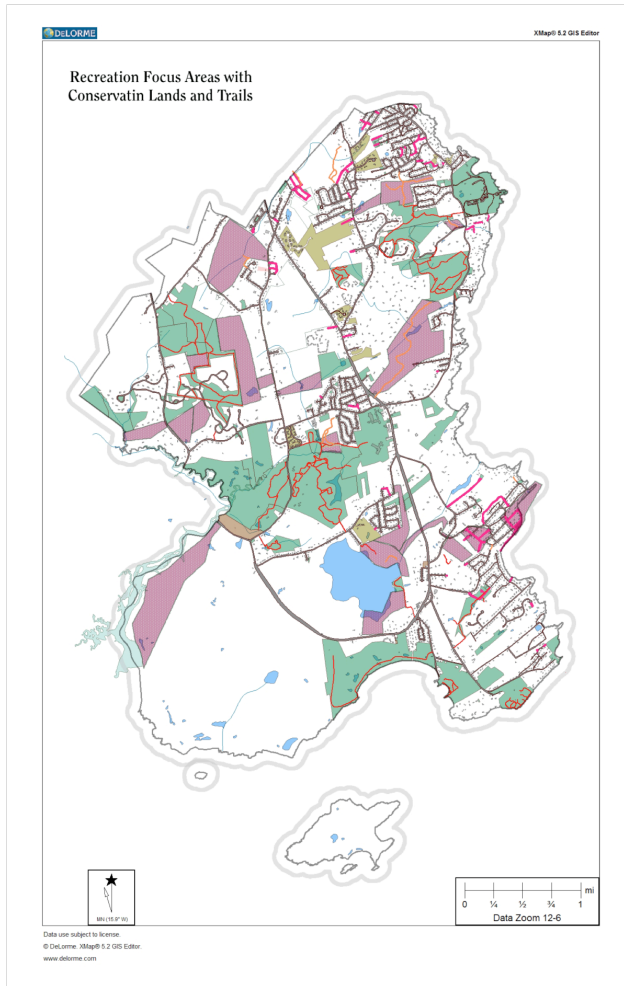 DELORME
XMap® 5.2 GIS Editor
Recreation Focus Areas with
Conservatin Lands and Trails
MN (15.8° W)
mi
0 ¼ ½ ¾ 1
Data Zoom 12-6
Data use subject to license.
© DeLorme. XMap® 5.2 GIS Editor.
www.delorme.com